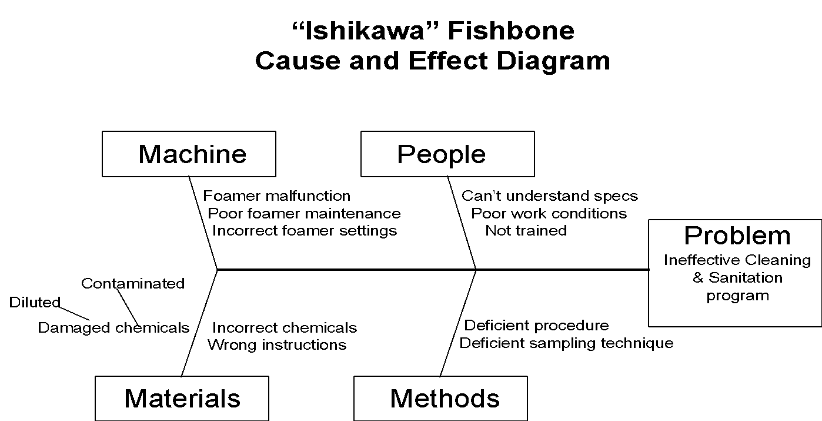 “Ishikawa” Fishbone
Cause and Effect Diagram
Machine
People
Foamer malfunction
Poor foamer maintenance
Incorrect foamer settings
Can’t understand specs
Poor work conditions
Not trained
Problem
Ineffective Cleaning
& Sanitation
program
Contaminated
Diluted
Damaged chemicals
Incorrect chemicals
Wrong instructions
Deficient procedure
Deficient sampling technique
Materials
Methods